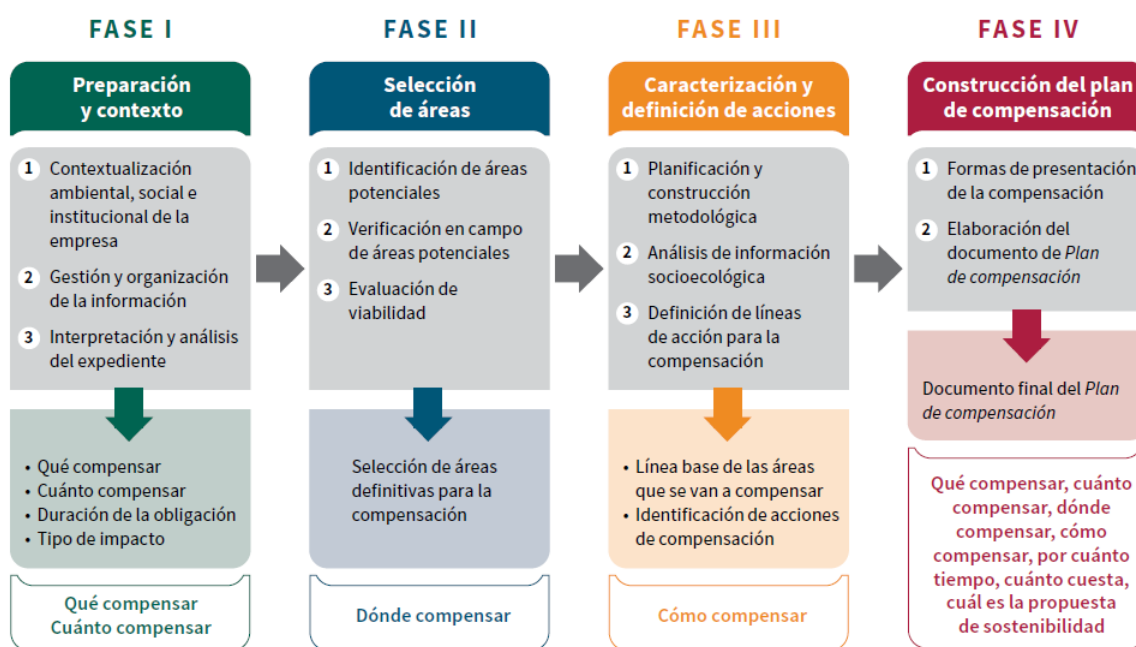 FASE I
Preparación
y contexto
1 Contextualización
ambiental, social e
institucional de la
empresa
2 Gestión y organización
de la información
3 Interpretación y análisis
del expediente
• Qué compensar
• Cuánto compensar
• Duración de la obligación
• Tipo de impacto
Qué compensar
Cuánto compensar
FASE II
Selección
de áreas
1 Identificación de áreas
potenciales
2 Verificación en campo
de áreas potenciales
3 Evaluación de
viabilidad
Selección de áreas
definitivas para la
compensación
Dónde compensar
FASE III
Caracterización y
definición de acciones
1 Planificación y
construcción
metodológica
2 Análisis de información
socioecológica
3 Definición de líneas
de acción para la
compensación
• Línea base de las áreas
que se van a compensar
• Identificación de acciones
de compensación
Cómo compensar
FASE IV
Construcción del plan
de compensación
1 Formas de presentación
de la compensación
2 Elaboración del
documento de Plan
de compensación
Documento final del Plan
de compensación
Qué compensar, cuánto
compensar, dónde
compensar, cómo
compensar, por cuánto
tiempo, cuánto cuesta,
cuál es la propuesta
de sostenibilidad